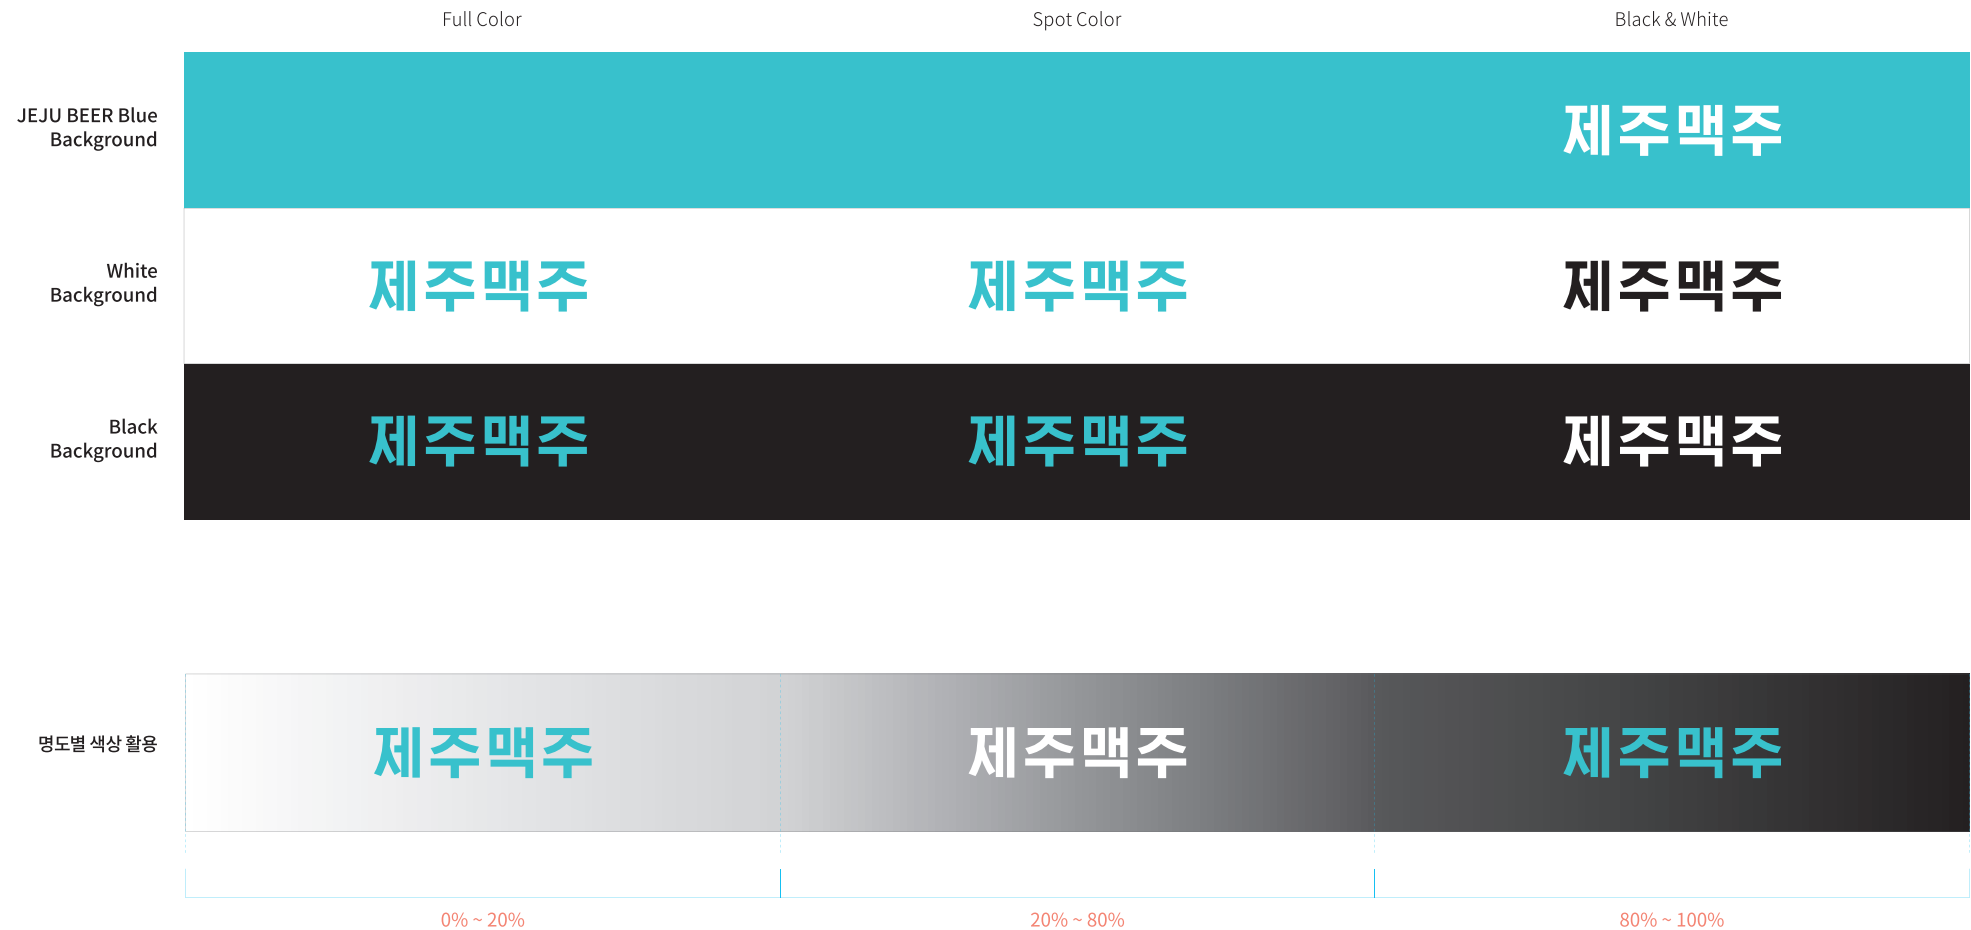 Full Color
Spot Color
Black & White
JEJU BEER Blue
Background
제주맥주
White
Background
제주맥주
제주맥주
제주맥주
Black
Background
제주맥주
제주맥주
제주맥주
명도별 색상 활용
제주맥주
제주맥주
제주맥주
0% ~ 20%
20% ~ 80%
80% ~ 100%